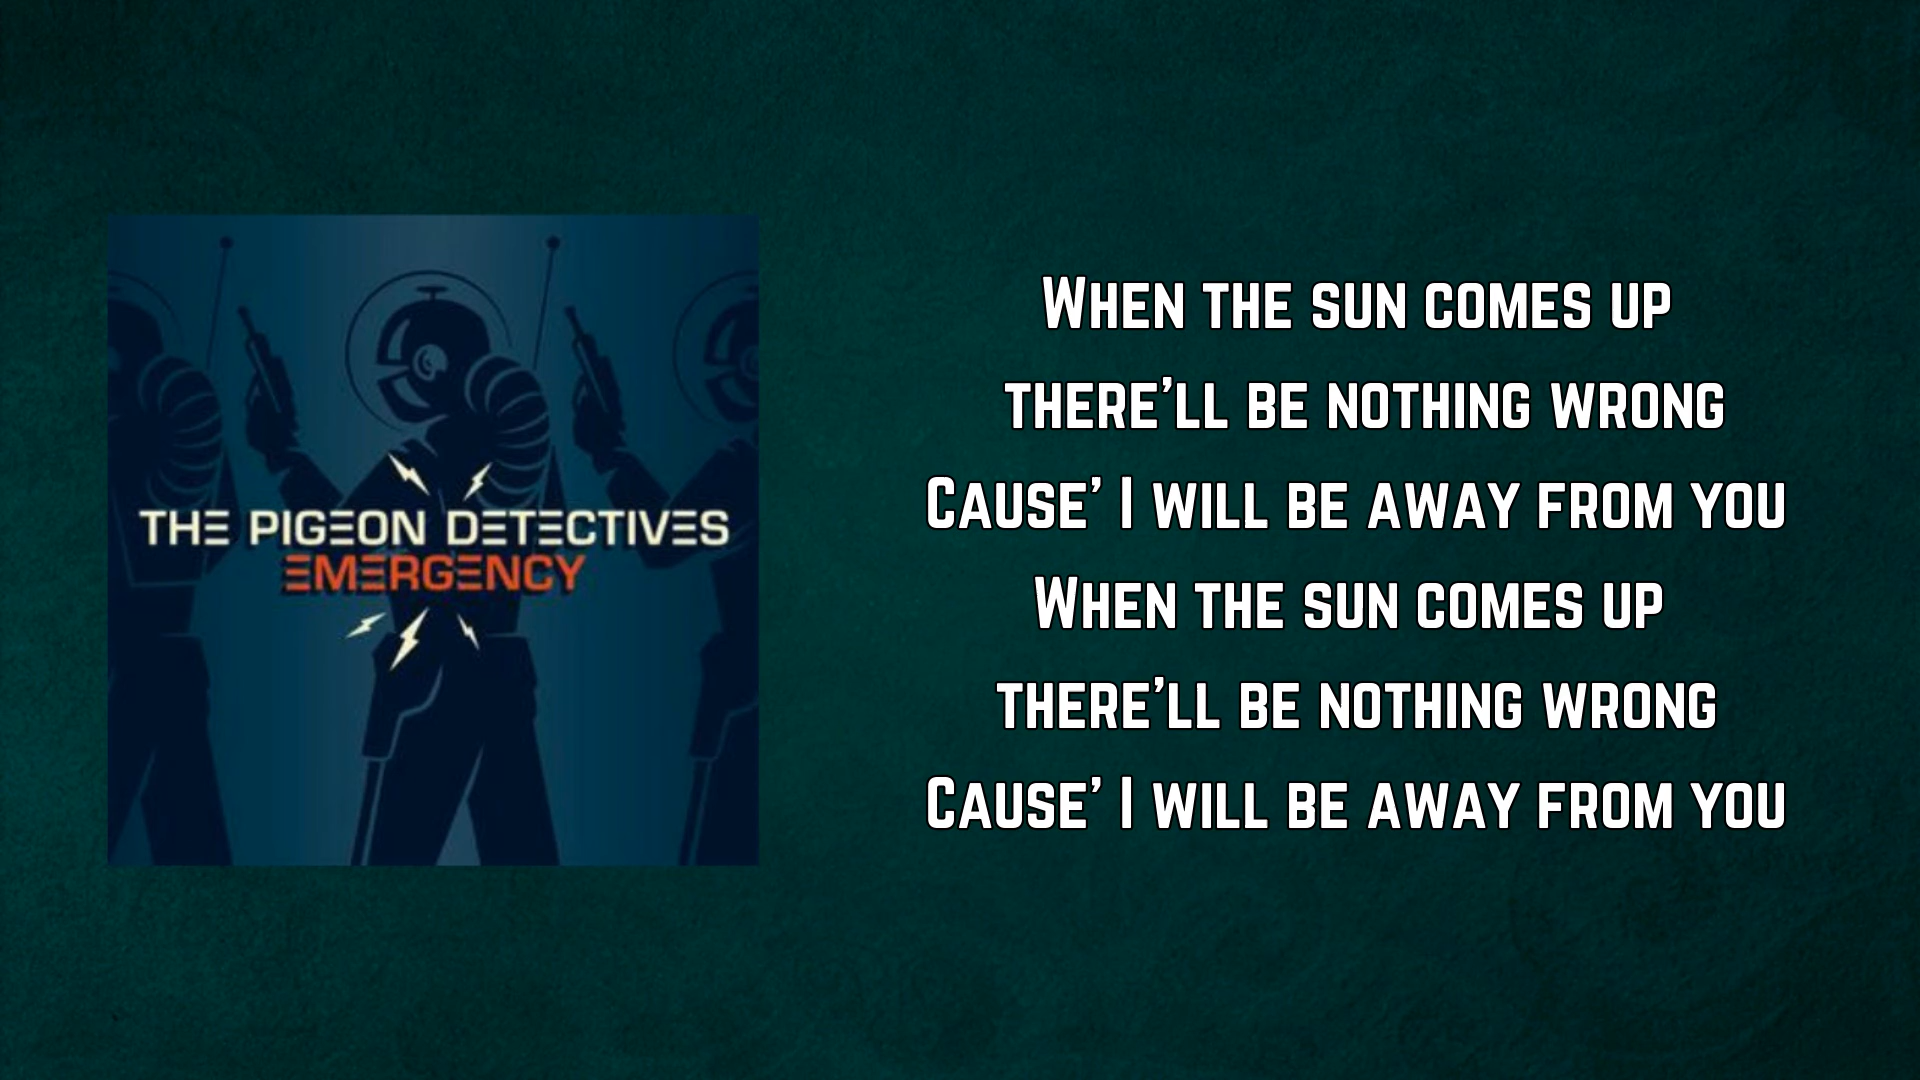 THE PIGEON DETECTIVES
EMERGENCY
When the sun comes up
there'll be nothing wrong
Cause' I will be away from you
When the sun comes up
there'll be nothing wrong
Cause' I will be away from you